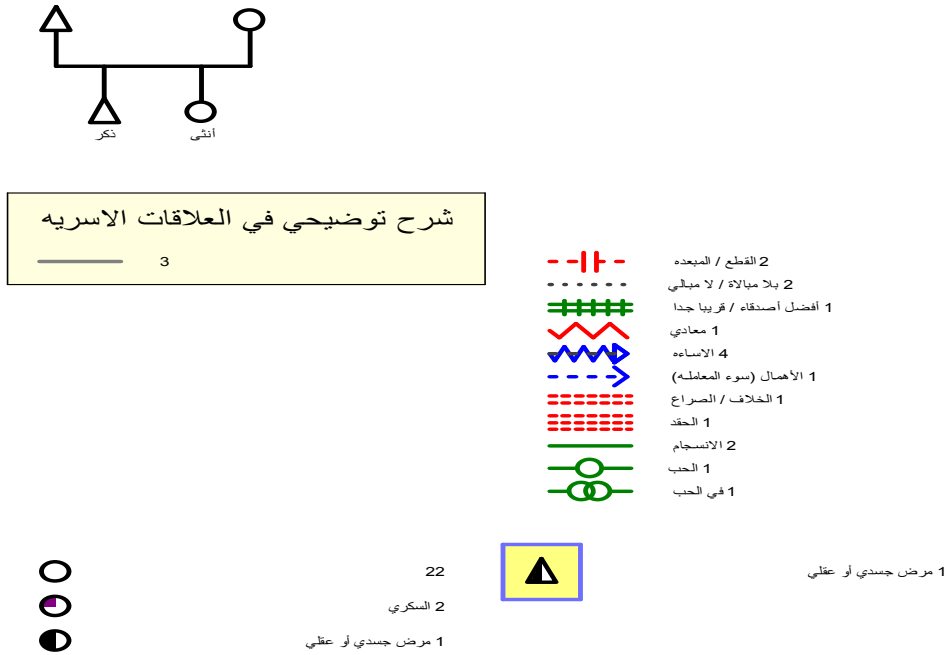 ذكر
أنثى
شرح توضيحي في العلاقات الاسريه
3
2 القطع / المبعده
2 بلا مبالاة / لا مبالي
1 أفضل أصدقاء / قريبا جدا
1 معادي
4 الاساءه
1 الأهمال (سوء المعامله)
1 الخلاف / الصراع
1 الحقد
2 الانسجام
1 الحب
1 في الحب
22
2 السكري
1 مرض جسدي أو عقلي
1 مرض جسدي أو عقلي